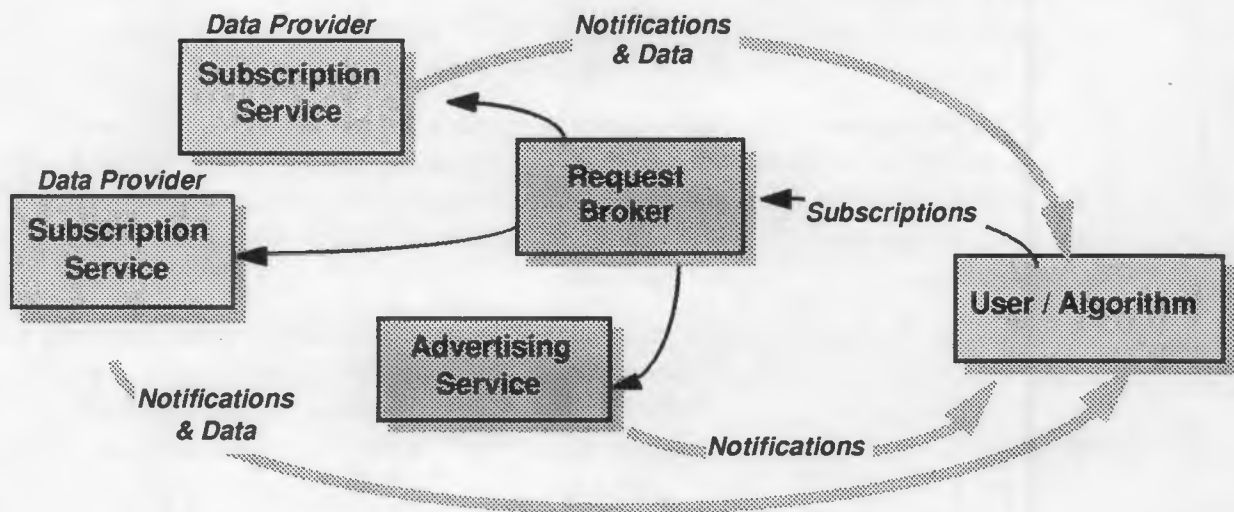 Data Provider
Subscription
Service
Notifications
& Data
Data Provider
Subscription
Service
Request
Broker
Subscriptions
User / Algorithm
Advertising
Service
Notifications
& Data
Notifications